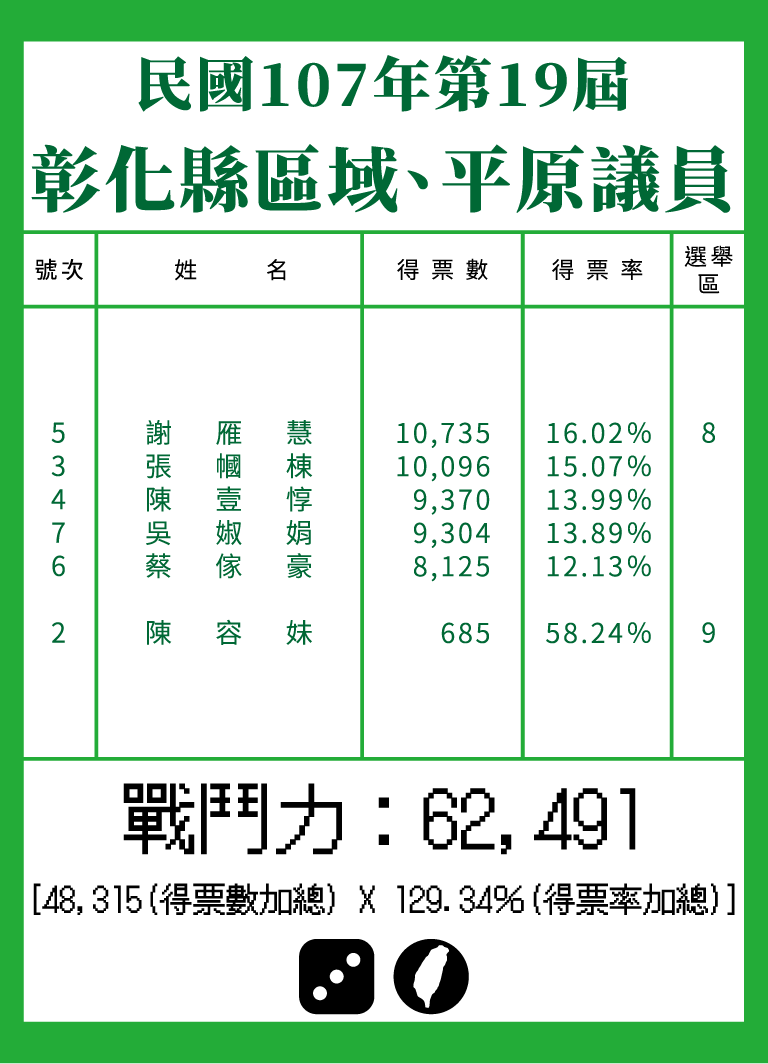 民國107年第19屆
彰化縣區域、平原議員
號次 姓名 得票數 得票率 選舉區
5 謝雁慧 10,735 16.02% 8
3 張幗棟 10,096 15.07%
4 陳壹惇 9,370 13.99%
7 吳婌娟 9,304 13.89%
6 蔡傢豪 8,125 12.13%
2 陳容妹 685 58.24% 9
戰鬥力：62,491
[48,315(得票數加總) X 129.34%(得票率加總)]